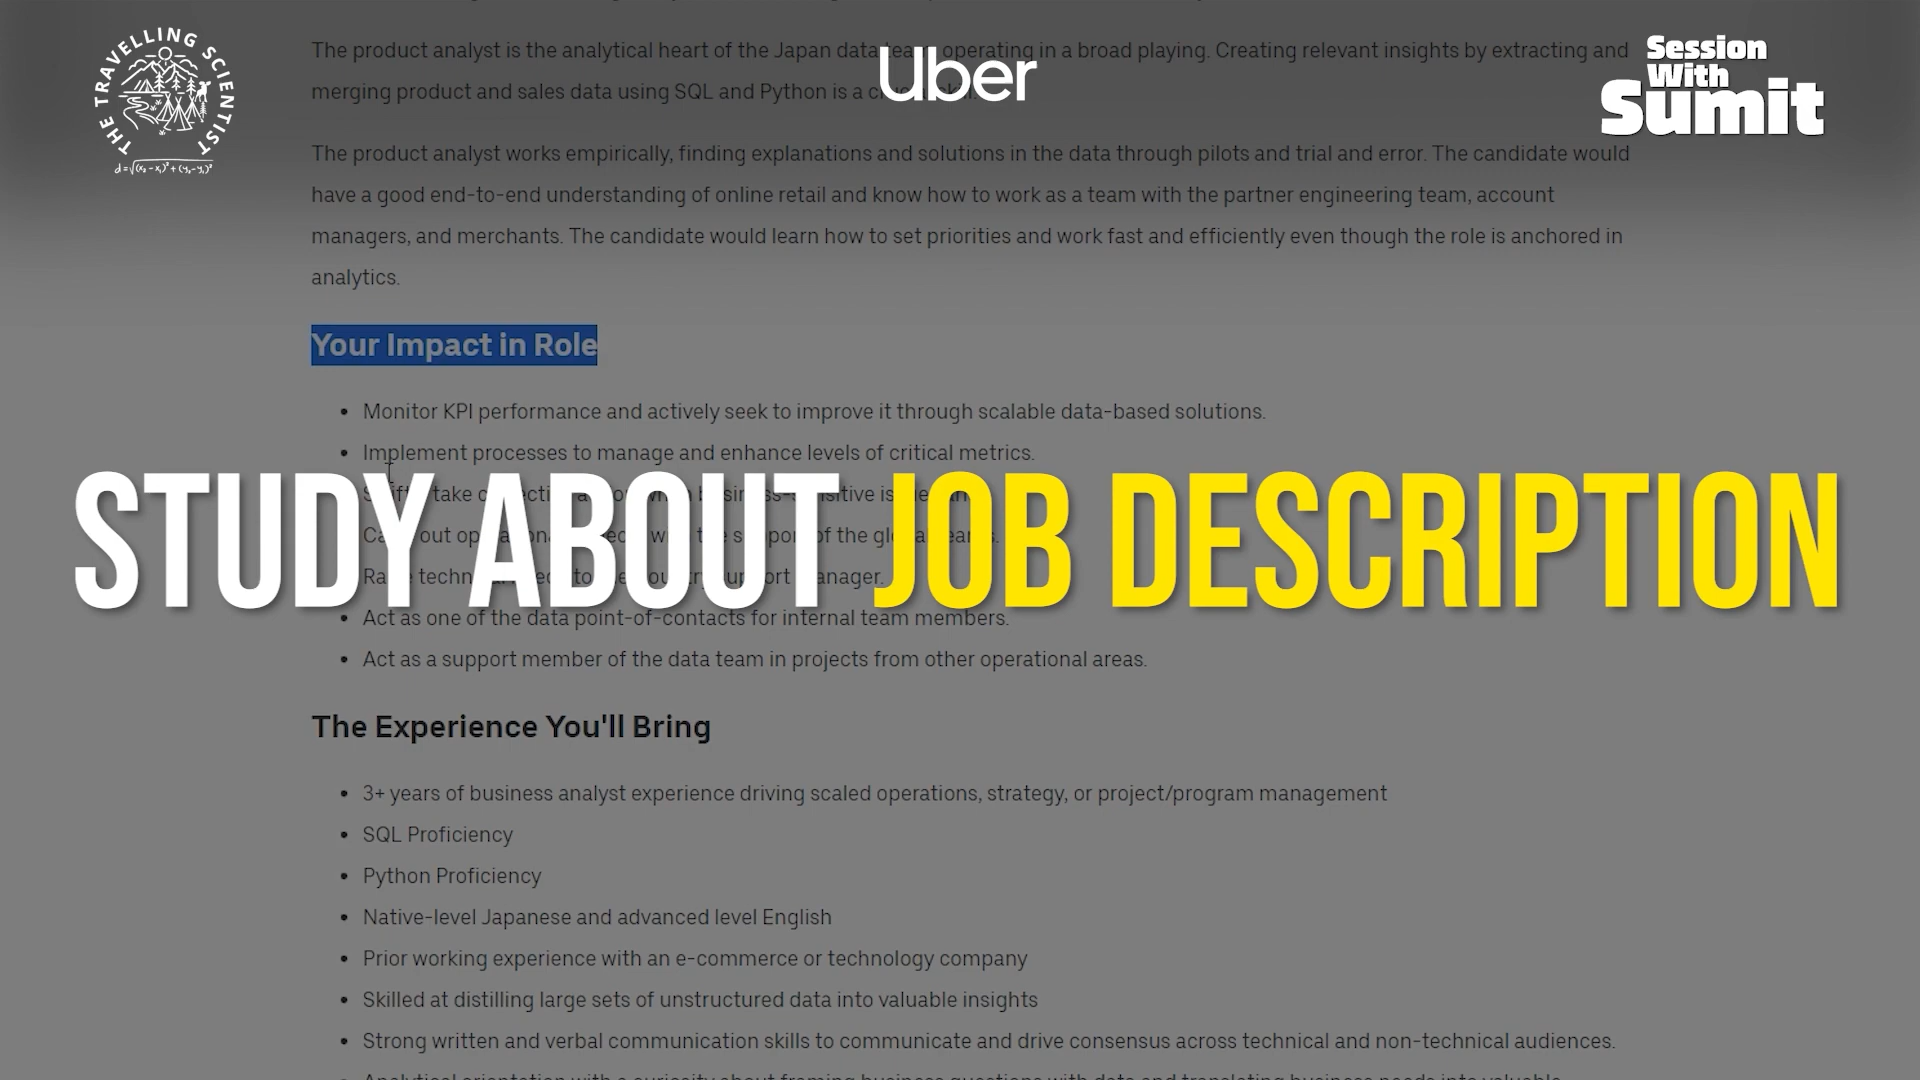 THE TRAVELLING SCIENTIST
d=√(x₂-x₁)²+(y₂-y₁)²
Uber
Session
With
Sumit
The product analyst is the analytical heart of the Japan data team, operating in a broad playing. Creating relevant insights by extracting and
merging product and sales data using SQL and Python is a
The product analyst works empirically, finding explanations and solutions in the data through pilots and trial and error. The candidate would
have a good end-to-end understanding of online retail and know how to work as a team with the partner engineering team, account
managers, and merchants. The candidate would learn how to set priorities and work fast and efficiently even though the role is anchored in
analytics.
Your Impact in Role
• Monitor KPI performance and actively seek to improve it through scalable data-based solutions.
• Implement processes to manage and enhance levels of critical metrics.
take
out of the
to
STUDY ABOUT JOB DESCRIPTION
• Act as one of the data point-of-contacts for internal team members.
• Act as a support member of the data team in projects from other operational areas.
The Experience You'll Bring
• 3+ years of business analyst experience driving scaled operations, strategy, or project/program management
• SQL Proficiency
• Python Proficiency
• Native-level Japanese and advanced level English
• Prior working experience with an e-commerce or technology company
• Skilled at distilling large sets of unstructured data into valuable insights
• Strong written and verbal communication skills to communicate and drive consensus across technical and non-technical audiences.